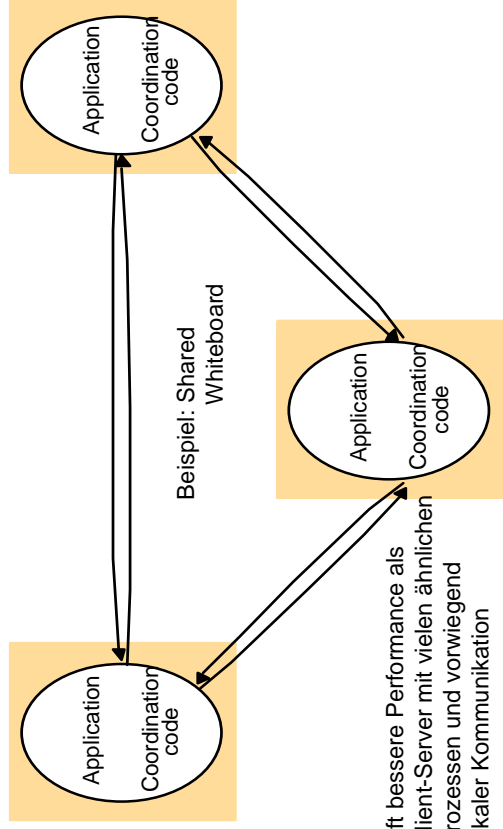 Application
Coordination
code
Application
Coordination
code
Beispiel: Shared
Whiteboard
Application
Coordination
code
ft bessere Performance als
lient-Server mit vielen ähnlichen
rozessen und vorwiegend
kaler Kommunikation